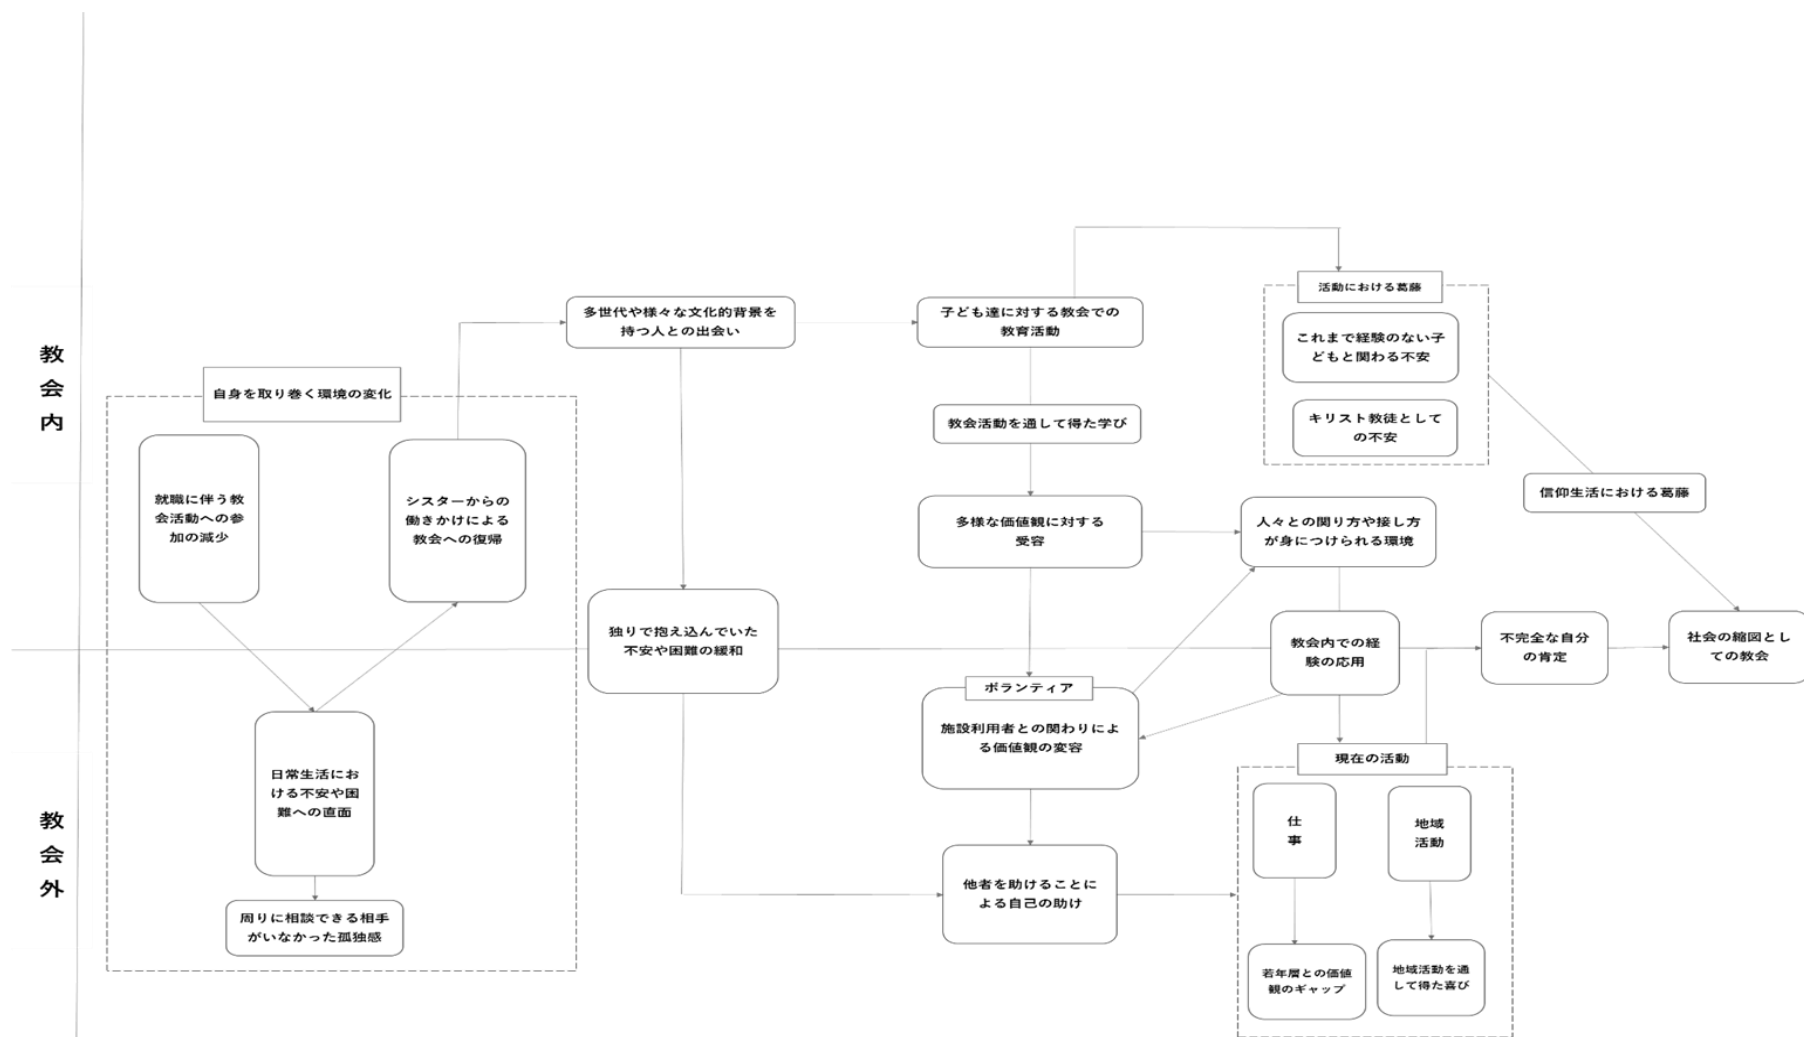 教
会
内
教
会
外
自身を取り巻く環境の変化
就職に伴う教
会活動への参
加の減少
シスターからの
働きかけによる
教会への復帰
日常生活にお
ける不安や困
難への直面
周りに相談できる相手
がいなかった孤独感
多世代や様々な文化的背景を
持つ人との出会い
独りで抱え込んでいた
不安や困難の緩和
子ども達に対する教会での
教育活動
教会活動を通して得た学び
多様な価値観に対する
受容
ボランティア
施設利用者との関わりによ
る価値観の変容
他者を助けることに
よる自己の助け
活動における葛藤
これまで経験のない子
どもと関わる不安
キリスト教徒として
の不安
人々との関り方や接し方
が身につけられる環境
教会内での経
験の応用
現在の活動
仕
事
地域
活動
若年層との価値
観のギャップ
地域活動を通
して得た喜び
信仰生活における葛藤
不完全な自分
の肯定
社会の縮図とし
ての教会